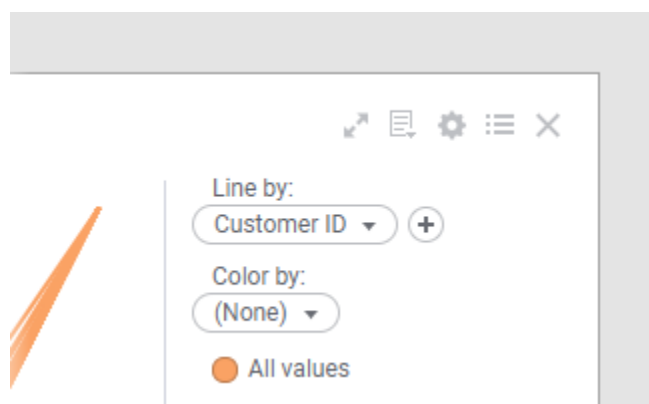 Line by:
Customer ID
Color by:
(None)
All values